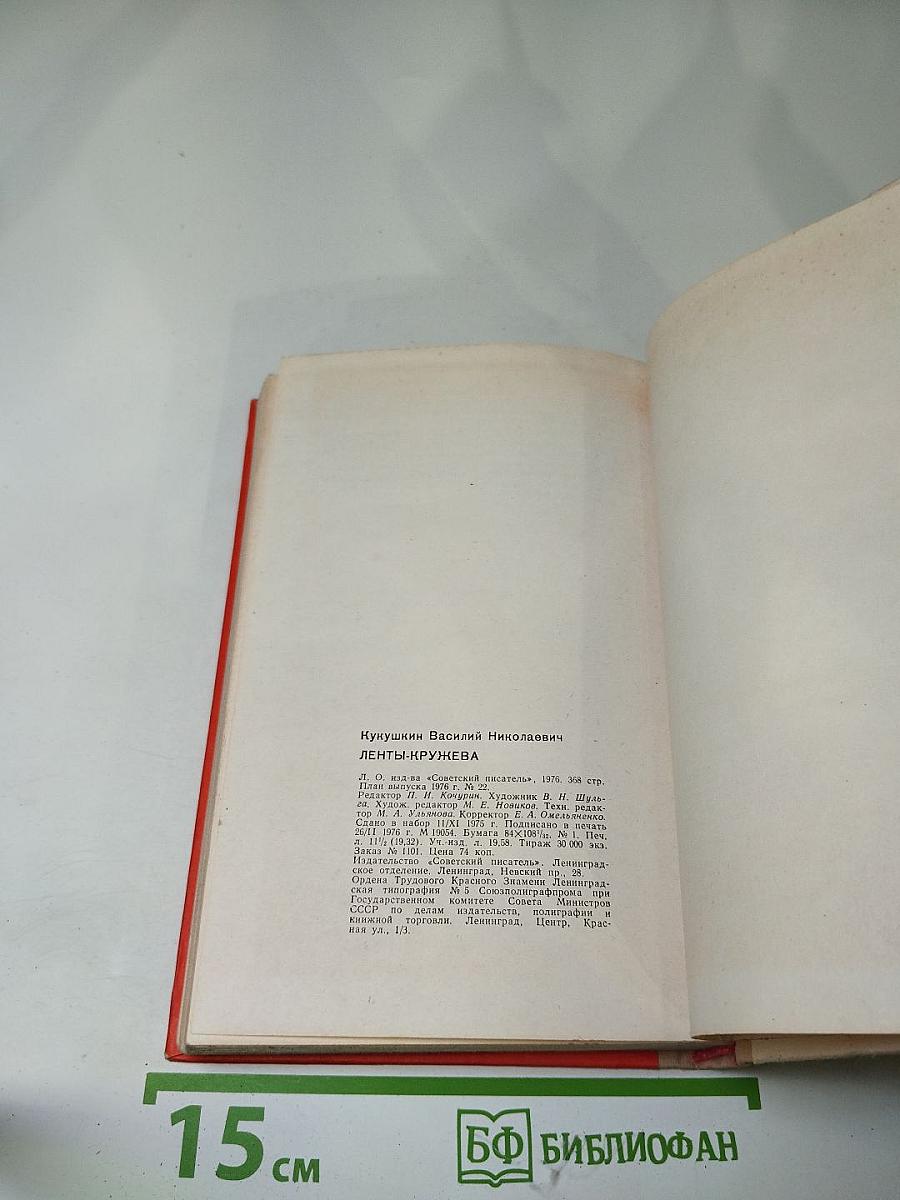 Кукушкин Василий Николаевич
ЛЕНТЫ-КРУЖЕВА
Л. О. изд-ва «Советский писатель», 1976. 368 стр.
План выпуска 1976 г. № 22.
Редактор П. И. Кочурин. Художник В. Н. Шуль-
га. Худож. редактор М. Е. Новиков. Техн. редак-
тор М. А. Ульянова. Корректор Е. А. Омельяченко.
Сдано в набор 11/XI 1975 г. Подписано в печать
26/II 1976 г. М 19054. Бумага 84×108¹/₃₂. № 1. Печ.
л. 11¹/₂ (19,32). Уч.-изд. л. 19,58. Тираж 30 000 экз.
Заказ № 1101. Цена 74 коп.
Издательство «Советский писатель». Ленинград-
ское отделение. Ленинград, Невский пр., 28.
Ордена Трудового Красного Знамени Ленинград-
ская типография № 5 Союзполиграфпрома при
Государственном комитете Совета Министров
СССР по делам издательств, полиграфии и
книжной торговли. Ленинград, Центр, Крас-
ная ул., 1/3.
15 см
БФ БИБЛИОФАН